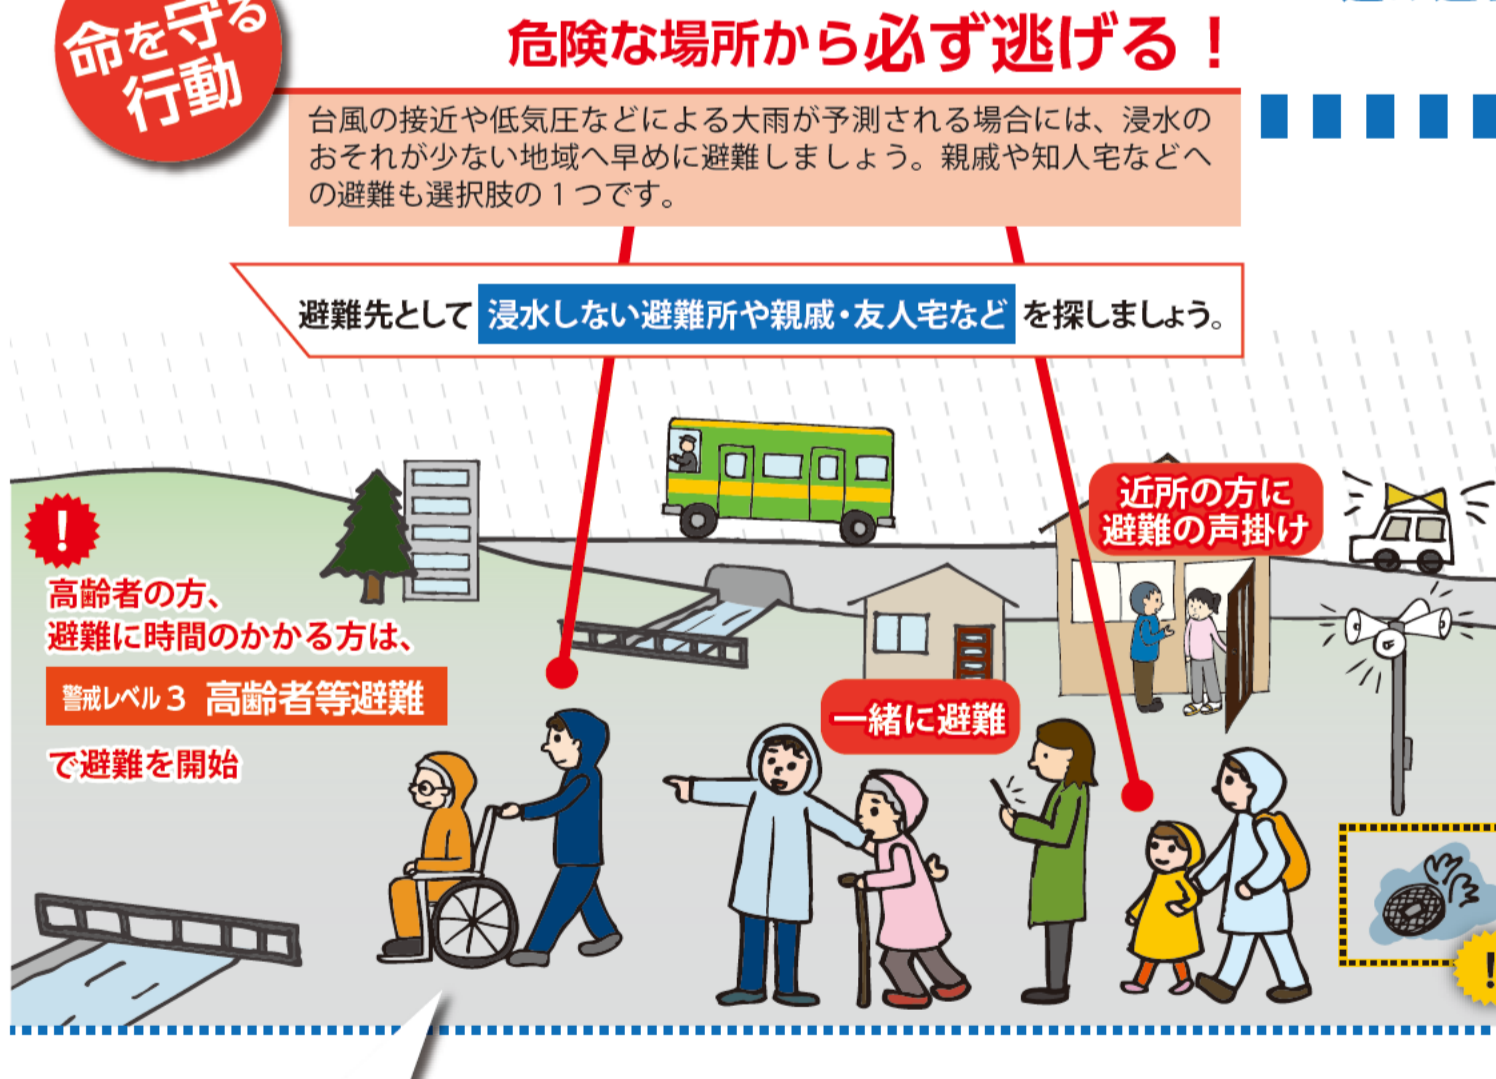 命を守る
行動
危険な場所から必ず逃げる！
台風の接近や低気圧などによる大雨が予測される場合には、浸水の
おそれが少ない地域へ早めに避難しましょう。親戚や知人宅などへ
の避難も選択肢の1つです。
避難先として 浸水しない避難所や親戚・友人宅など を探しましょう。
近所の方に
避難の声掛け
!
高齢者の方、
避難に時間のかかる方は、
警戒レベル3 高齢者等避難
で避難を開始
一緒に避難
!